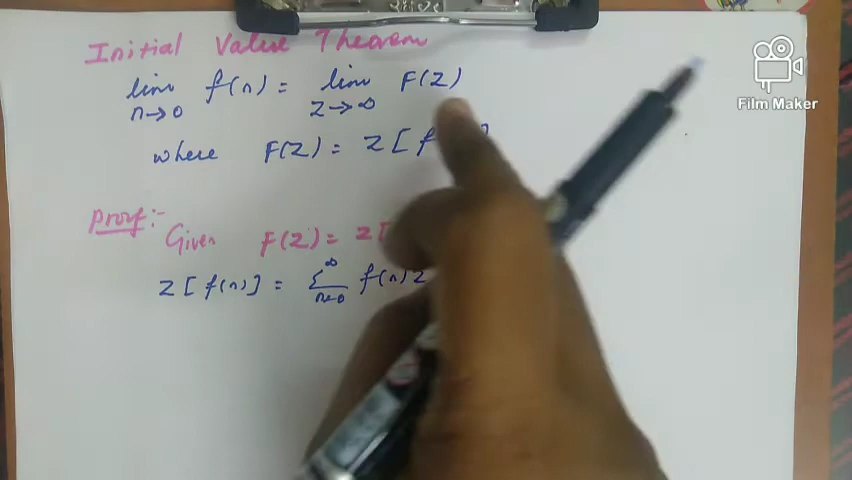 Initial Value Theorem
lim f(n) = lim F(Z)
n→0 z→∞
where F(Z) = Z [ f
Proof:-
Given F(Z) = Z [
Z [ f(n) ] = ∑ f(n) z
∞
n=0
Film Maker